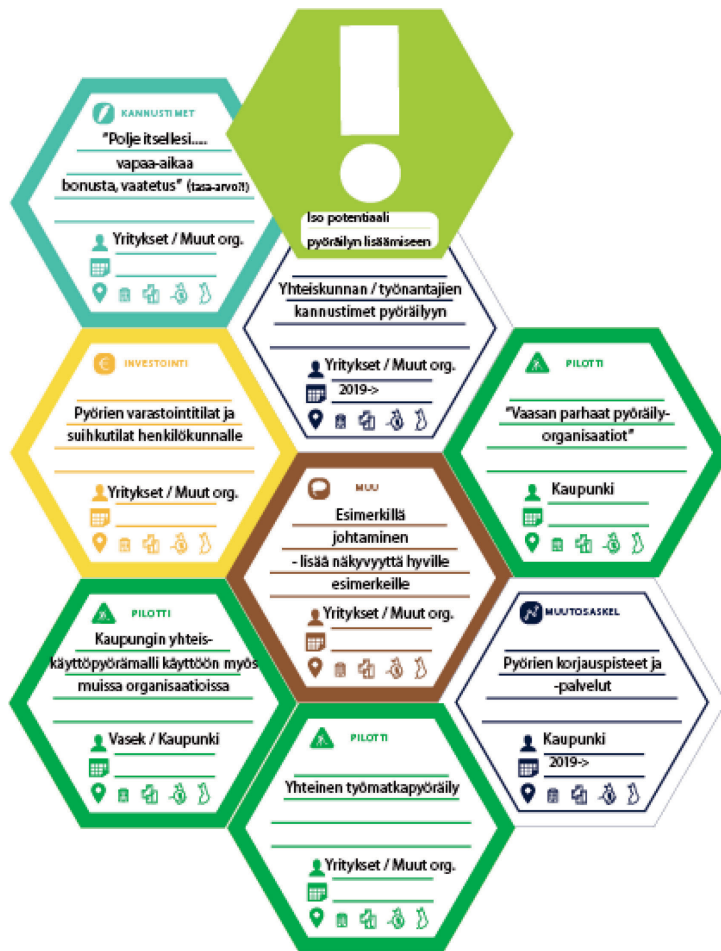 KANNUSTIMET
"Polje itsellesi.....
vapaa-aikaa
bonusta, vaatetus" (tasa-arvo?!)
Yritykset / Muut org.
!
Iso potentiaali
pyöräilyn lisäämiseen
Yhteiskunnan / työnantajien
kannustimet pyöräilyyn
Yritykset / Muut org.
2019->
INVESTOINTI
Pyörien varastointitilat ja
suihkutilat henkilökunnalle
Yritykset / Muut org.
PILOTTI
"Vaasan parhaat pyöräily-
organisaatiot"
Kaupunki
MUU
Esimerkillä
johtaminen
- lisää näkyvyyttä hyville
esimerkeille
Yritykset / Muut org.
PILOTTI
Kaupungin yhteis-
käyttöpyörämalli käyttöön myös
muissa organisaatioissa
Vasek / Kaupunki
MUUTOSASKEL
Pyörien korjauspisteet ja
-palvelut
Kaupunki
2019->
PILOTTI
Yhteinen työmatkapyöräily
Yritykset / Muut org.